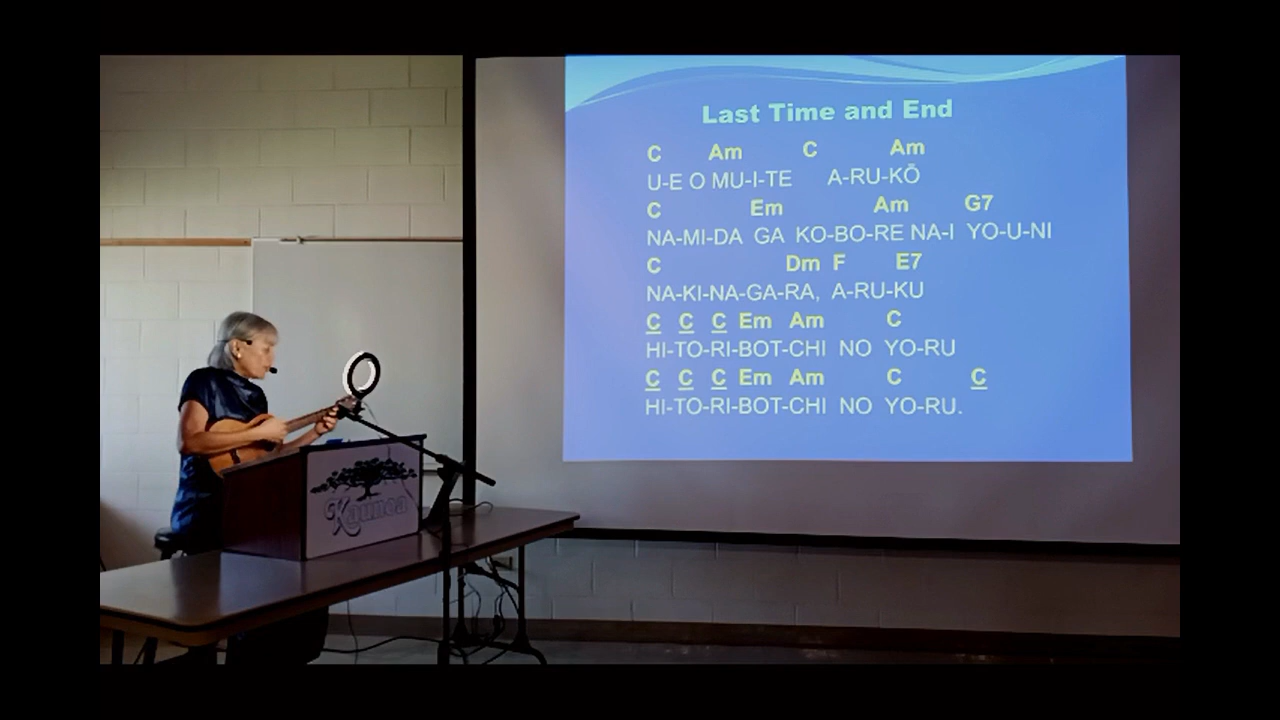 Last Time and End
C Am C Am
U-E O MU-I-TE A-RU-KŌ
C Em Am G7
NA-MI-DA GA KO-BO-RE NA-I YO-U-NI
C Dm F E7
NA-KI-NA-GA-RA, A-RU-KU
C C C Em Am C
HI-TO-RI-BOT-CHI NO YO-RU
C C C Em Am C C
HI-TO-RI-BOT-CHI NO YO-RU.
Kaunoa